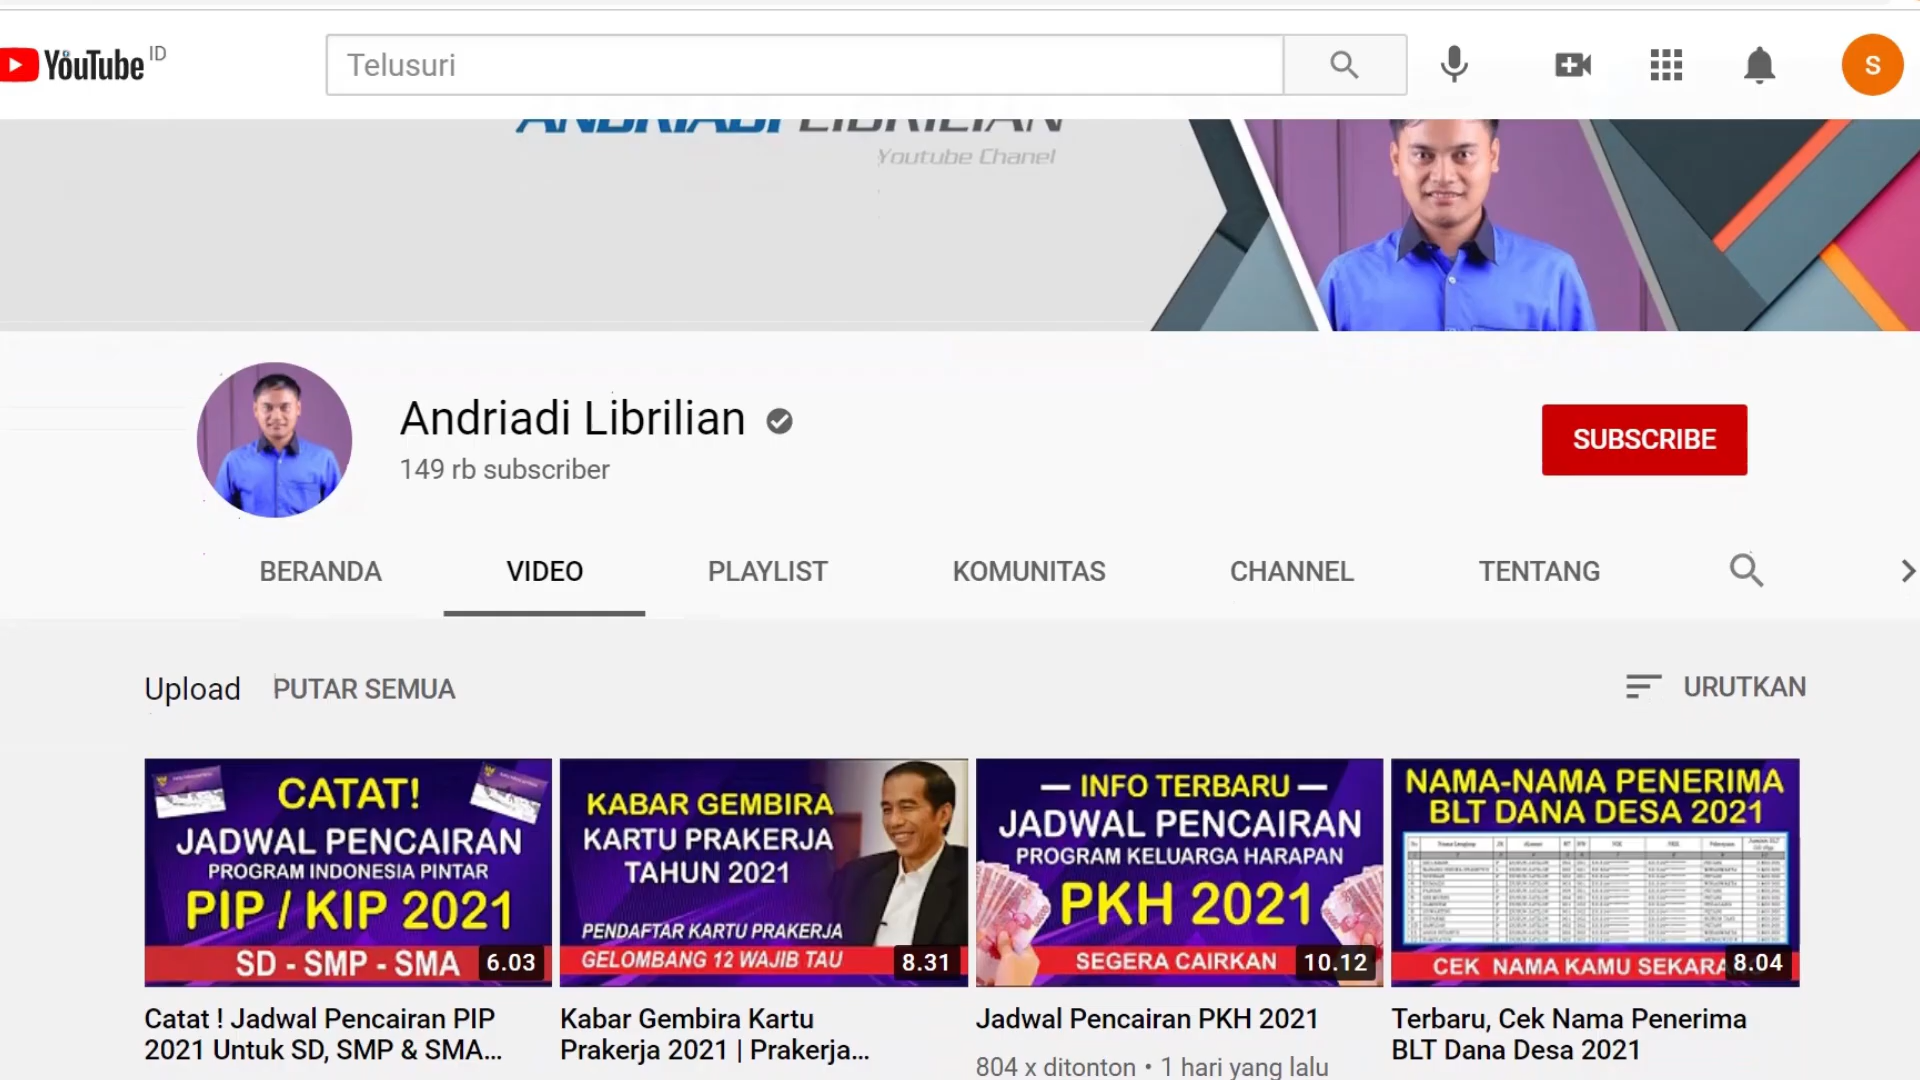 YouTube ID
Telusuri
S
ANDRIADI LIBRILIAN
Youtube Chanel
Andriadi Librilian
149 rb subscriber
SUBSCRIBE
BERANDA VIDEO PLAYLIST KOMUNITAS CHANNEL TENTANG
Upload PUTAR SEMUA
URUTKAN
CATAT!
JADWAL PENCAIRAN
PROGRAM INDONESIA PINTAR
PIP / KIP 2021
SD - SMP - SMA
6.03
Catat ! Jadwal Pencairan PIP
2021 Untuk SD, SMP & SMA...
KABAR GEMBIRA
KARTU PRAKERJA
TAHUN 2021
PENDAFTAR KARTU PRAKERJA
GELOMBANG 12 WAJIB TAU
8.31
Kabar Gembira Kartu
Prakerja 2021 | Prakerja...
— INFO TERBARU —
JADWAL PENCAIRAN
PROGRAM KELUARGA HARAPAN
PKH 2021
SEGERA CAIRKAN
10.12
Jadwal Pencairan PKH 2021
804 x ditonton • 1 hari yang lalu
NAMA-NAMA PENERIMA
BLT DANA DESA 2021
CEK NAMA KAMU SEKARA
8.04
Terbaru, Cek Nama Penerima
BLT Dana Desa 2021